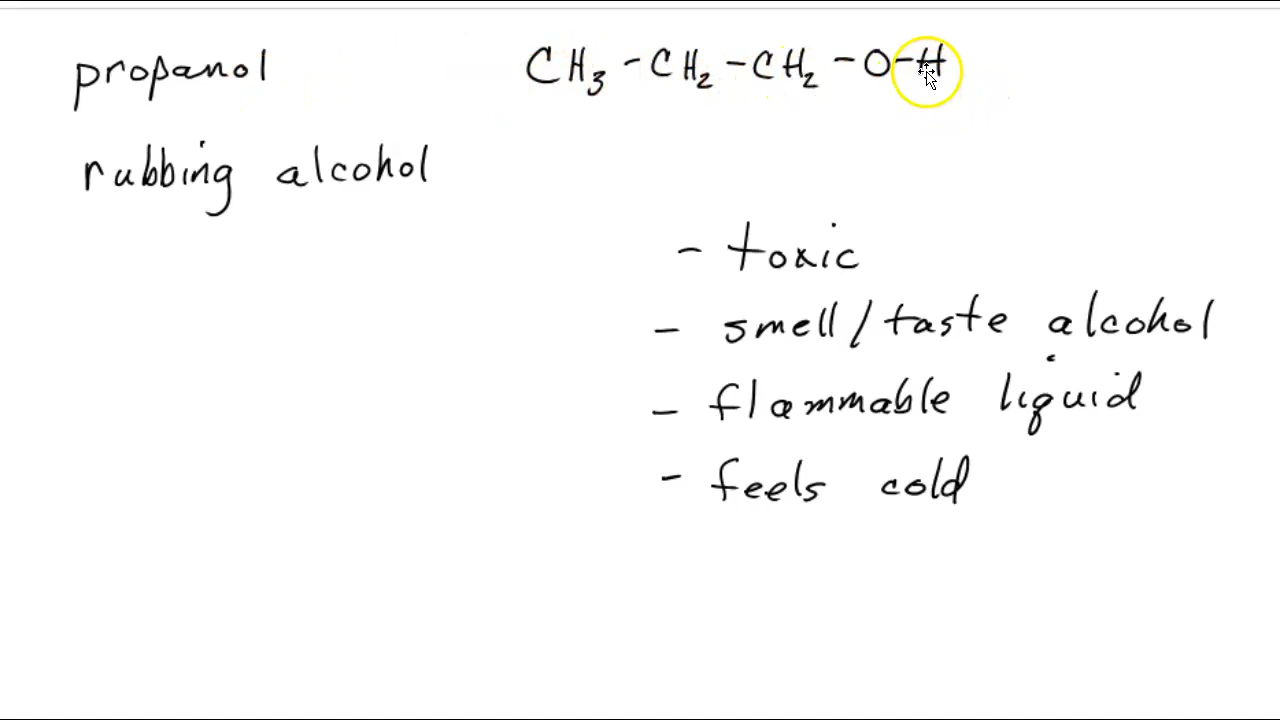 propanol CH₃-CH₂-CH₂-O-H
rubbing alcohol
- toxic
- smell/taste alcohol
- flammable liquid
- feels cold